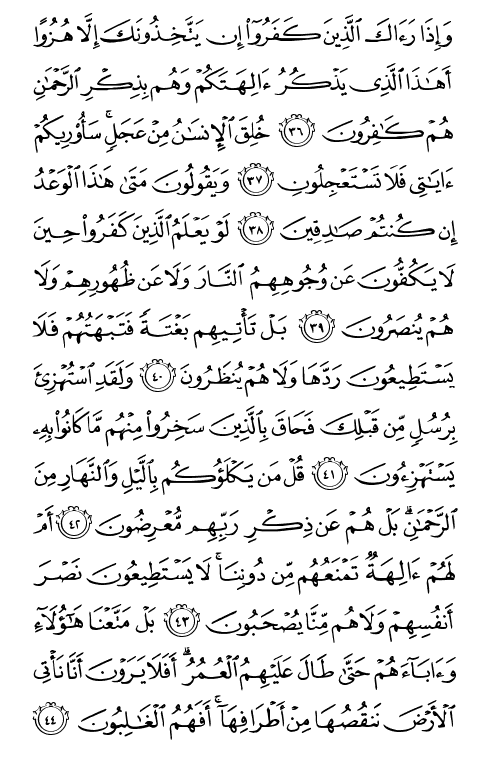 وَإِذَا رَءَاكَ ٱلَّذِينَ كَفَرُوٓا۟ إِن يَتَّخِذُونَكَ إِلَّا هُزُوًا
أَهَـٰذَا ٱلَّذِى يَذْكُرُ ءَالِهَتَكُمْ وَهُم بِذِكْرِ ٱلرَّحْمَـٰنِ
هُمْ كَـٰفِرُونَ ٣٦ خُلِقَ ٱلْإِنسَـٰنُ مِنْ عَجَلٍ ۚ سَأُو۟رِيكُمْ
ءَايَـٰتِى فَلَا تَسْتَعْجِلُونِ ٣٧ وَيَقُولُونَ مَتَىٰ هَـٰذَا ٱلْوَعْدُ
إِن كُنتُمْ صَـٰدِقِينَ ٣٨ لَوْ يَعْلَمُ ٱلَّذِينَ كَفَرُوا۟ حِينَ
لَا يَكُفُّونَ عَن وُجُوهِهِمُ ٱلنَّارَ وَلَا عَن ظُهُورِهِمْ وَلَا
هُمْ يُنصَرُونَ ٣٩ بَلْ تَأْتِيهِم بَغْتَةً فَتَبْهَتُهُمْ فَلَا
يَسْتَطِيعُونَ رَدَّهَا وَلَا هُمْ يُنظَرُونَ ٤٠ وَلَقَدِ ٱسْتُهْزِئَ
بِرُسُلٍ مِّن قَبْلِكَ فَحَاقَ بِٱلَّذِينَ سَخِرُوا۟ مِنْهُم مَّا كَانُوا۟ بِهِۦ
يَسْتَهْزِءُونَ ٤١ قُلْ مَن يَكْلَؤُكُم بِٱلَّيْلِ وَٱلنَّهَارِ مِنَ
ٱلرَّحْمَـٰنِ ۗ بَلْ هُمْ عَن ذِكْرِ رَبِّهِم مُّعْرِضُونَ ٤٢ أَمْ
لَهُمْ ءَالِهَةٌ تَمْنَعُهُم مِّن دُونِنَا ۚ لَا يَسْتَطِيعُونَ نَصْرَ
أَنفُسِهِمْ وَلَا هُم مِّنَّا يُصْحَبُونَ ٤٣ بَلْ مَتَّعْنَا هَـٰٓؤُلَآءِ
وَءَابَآءَهُمْ حَتَّىٰ طَالَ عَلَيْهِمُ ٱلْعُمُرُ ۗ أَفَلَا يَرَوْنَ أَنَّا نَأْتِى
ٱلْأَرْضَ نَنقُصُهَا مِنْ أَطْرَافِهَآ ۚ أَفَهُمُ ٱلْغَـٰلِبُونَ ٤٤